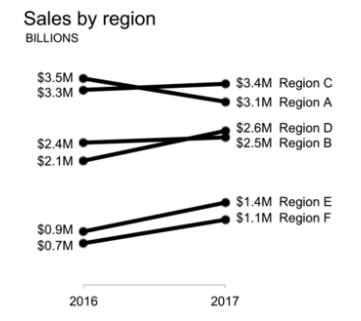 Sales by region
BILLIONS
$3.5M
$3.3M
$3.4M Region C
$3.1M Region A
$2.4M
$2.1M
$2.6M Region D
$2.5M Region B
$0.9M
$0.7M
$1.4M Region E
$1.1M Region F
2016 2017